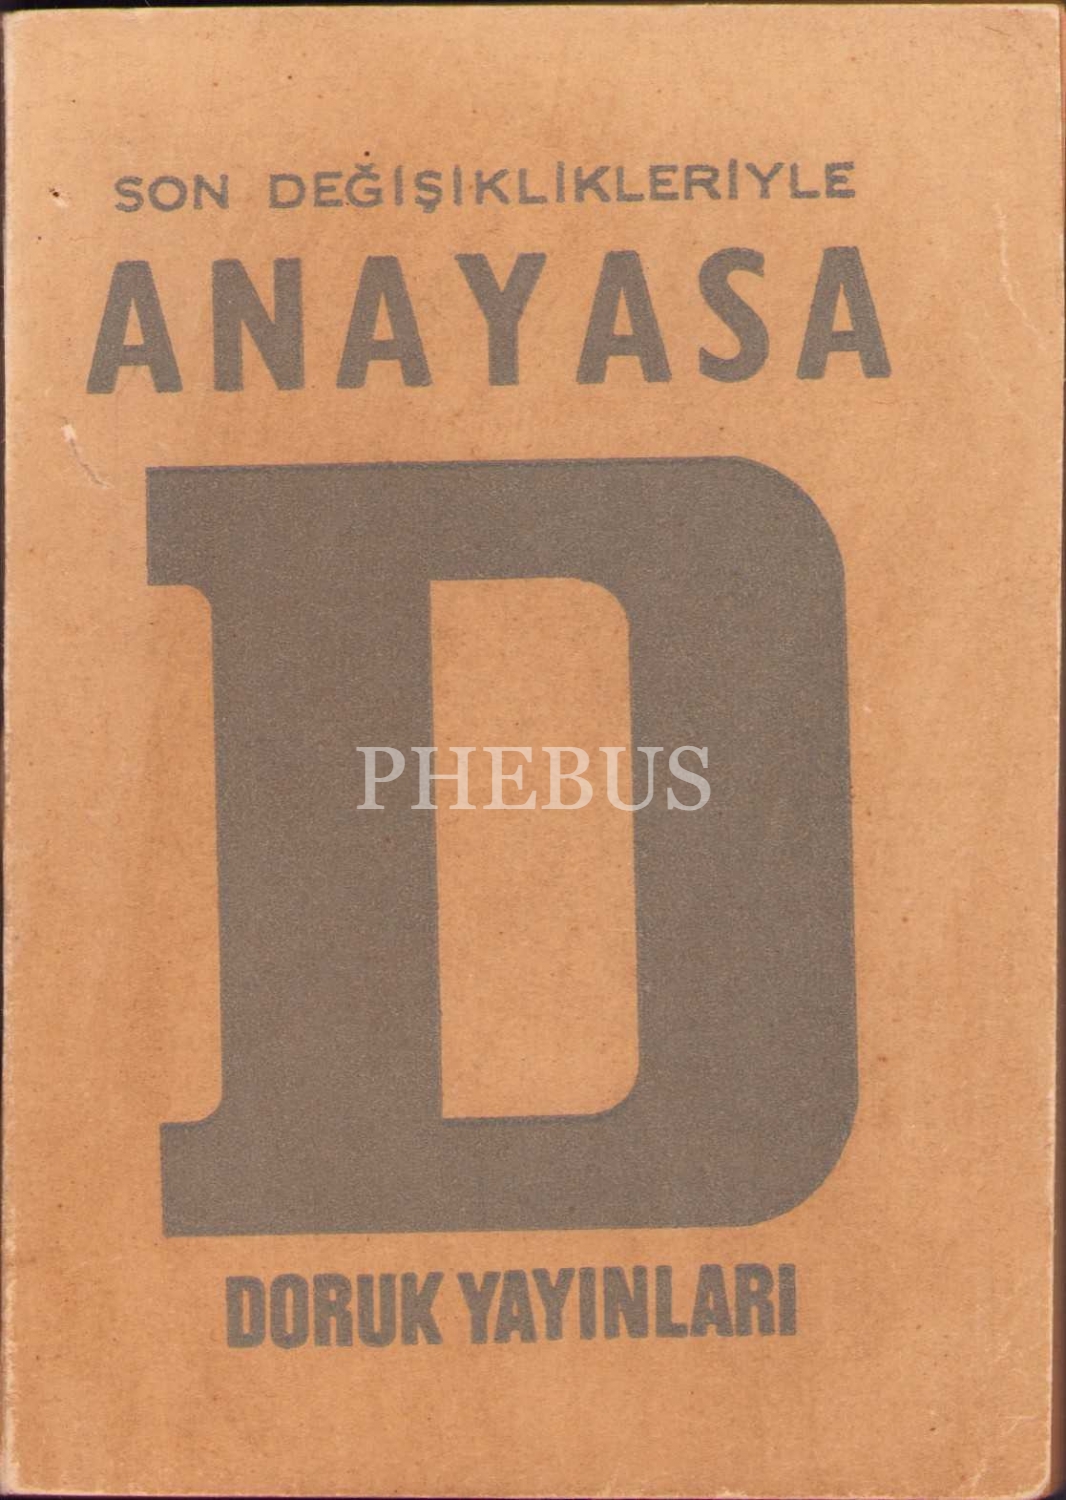 SON DEĞİŞİKLİKLERİYLE
ANAYASA
D
PHEBUS
DORUK YAYINLARI